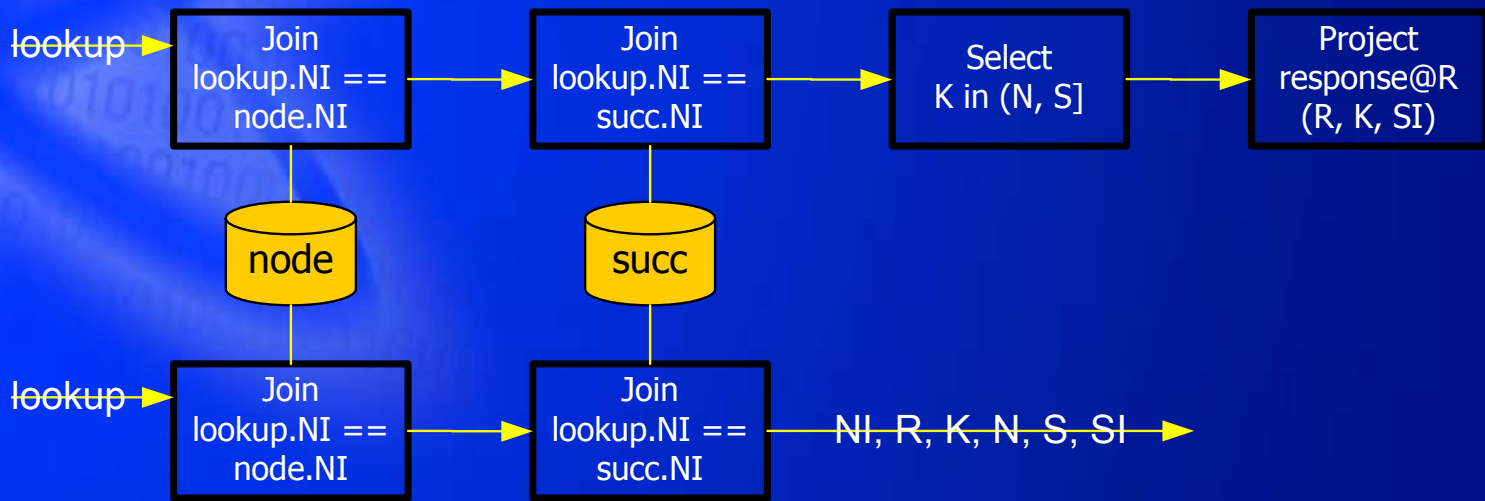 lookup
Join
lookup.NI ==
node.NI
Join
lookup.NI ==
succ.NI
Select
K in (N, S]
Project
response@R
(R, K, SI)
node
succ
lookup
Join
lookup.NI ==
node.NI
Join
lookup.NI ==
succ.NI
NI, R, K, N, S, SI